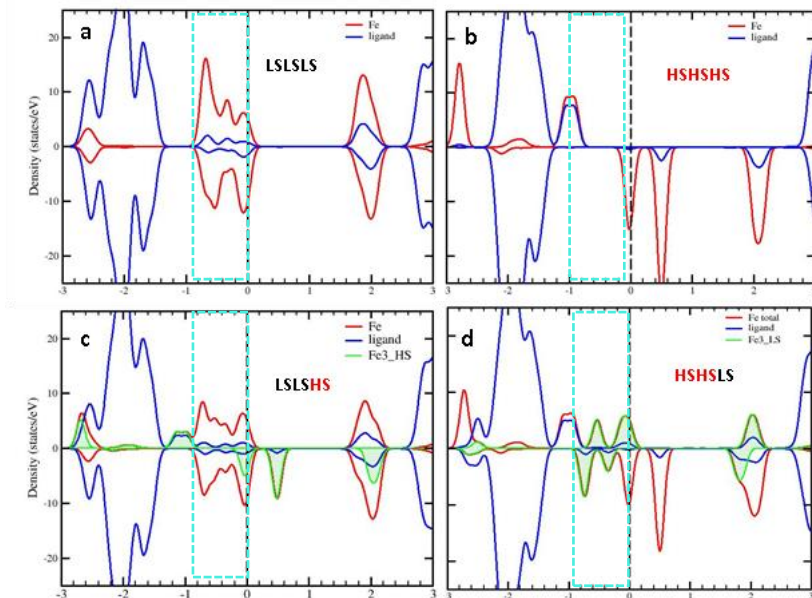 a
LSLSLS
Fe
ligand
Density (states/eV)
20
10
0
-10
-20
-3 -2 -1 0 1 2 3
b
HSHSHS
Fe
ligand
-3 -2 -1 0 1 2 3
c
LSLSHS
Fe
ligand
Fe3_HS
Density (states/eV)
20
10
0
-10
-20
-3 -2 -1 0 1 2 3
d
HSHSLS
Fe total
ligand
Fe3_LS
-3 -2 -1 0 1 2 3